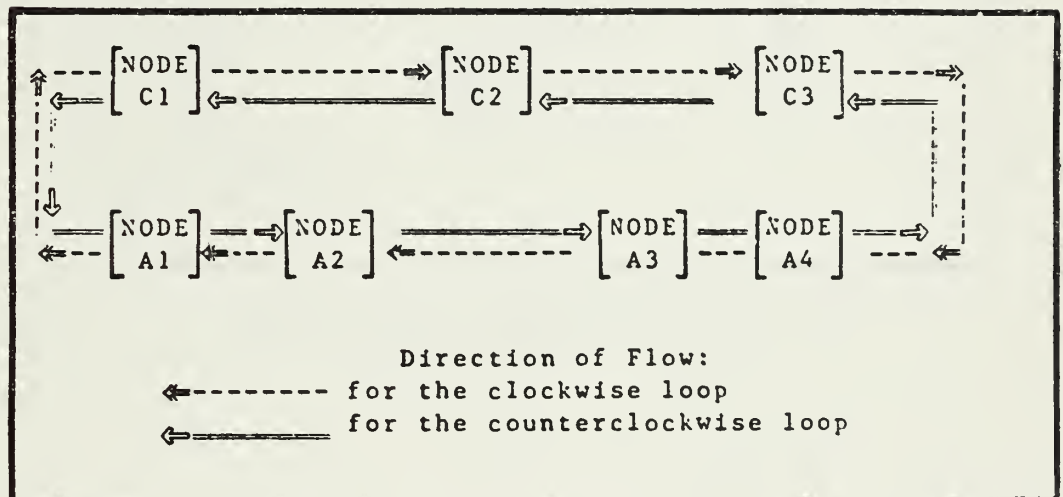 NODE NODE NODE
C1 C2 C3
NODE NODE NODE NODE
A1 A2 A3 A4
Direction of Flow:
for the clockwise loop
for the counterclockwise loop